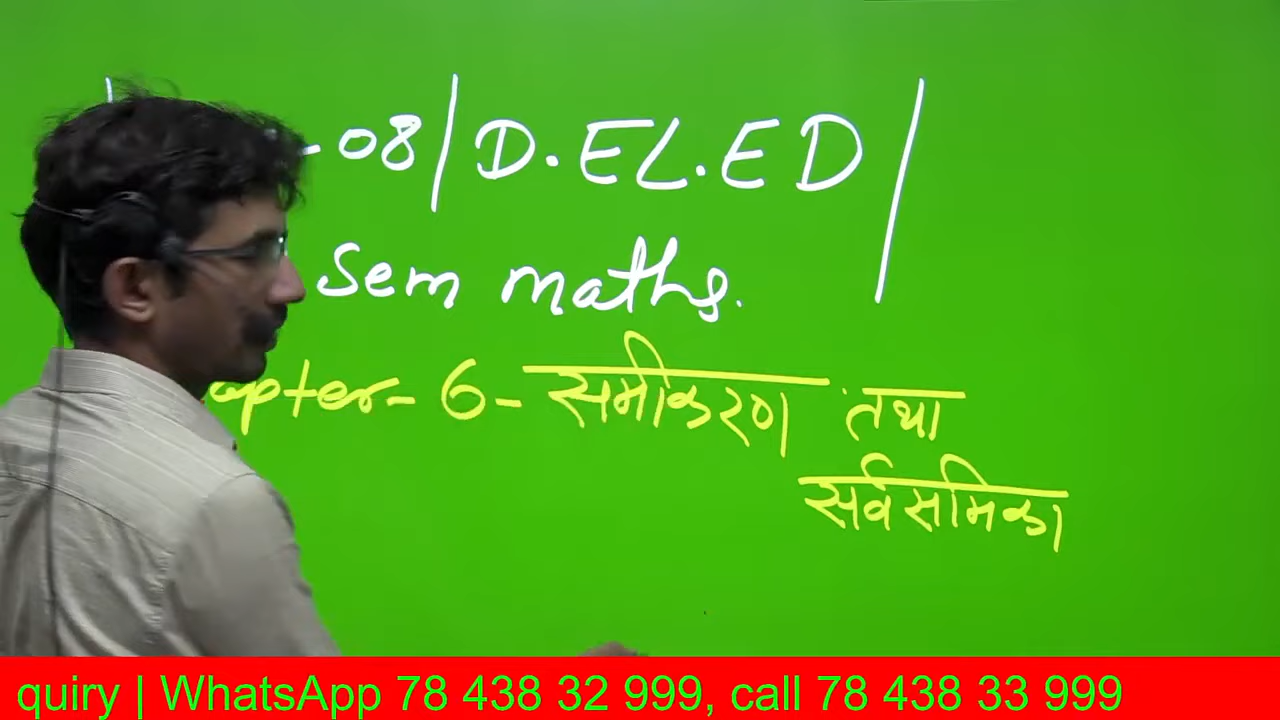 -08 | D.EL.ED |
Sem maths.
apter- 6 - समीकरण तथा
सर्वसमिका
quiry | WhatsApp 78 438 32 999, call 78 438 33 999